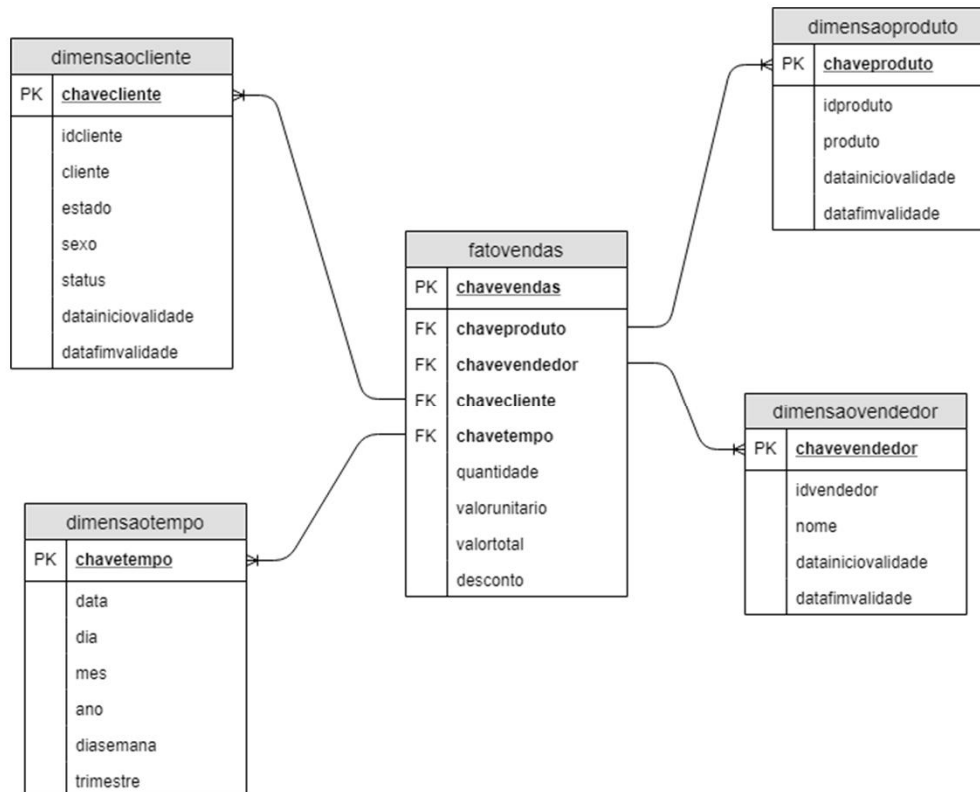 dimensaocliente
PK chavecliente
idcliente
cliente
estado
sexo
status
datainiciovalidade
datafimvalidade
dimensaoproduto
PK chaveproduto
idproduto
produto
datainiciovalidade
datafimvalidade
fatovendas
PK chavevendas
FK chaveproduto
FK chavevendedor
FK chavecliente
FK chavetempo
quantidade
valorunitario
valortotal
desconto
dimensaovendedor
PK chavevendedor
idvendedor
nome
datainiciovalidade
datafimvalidade
dimensaotempo
PK chavetempo
data
dia
mes
ano
diasemana
trimestre